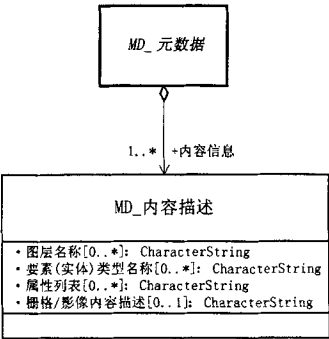 MD_元数据
1..* +内容信息
MD_内容描述
·图层名称[0..*]: CharacterString
·要素(实体)类型名称[0..*]: CharacterString
·属性列表[0..*]: CharacterString
·栅格/影像内容描述[0..1]: CharacterString